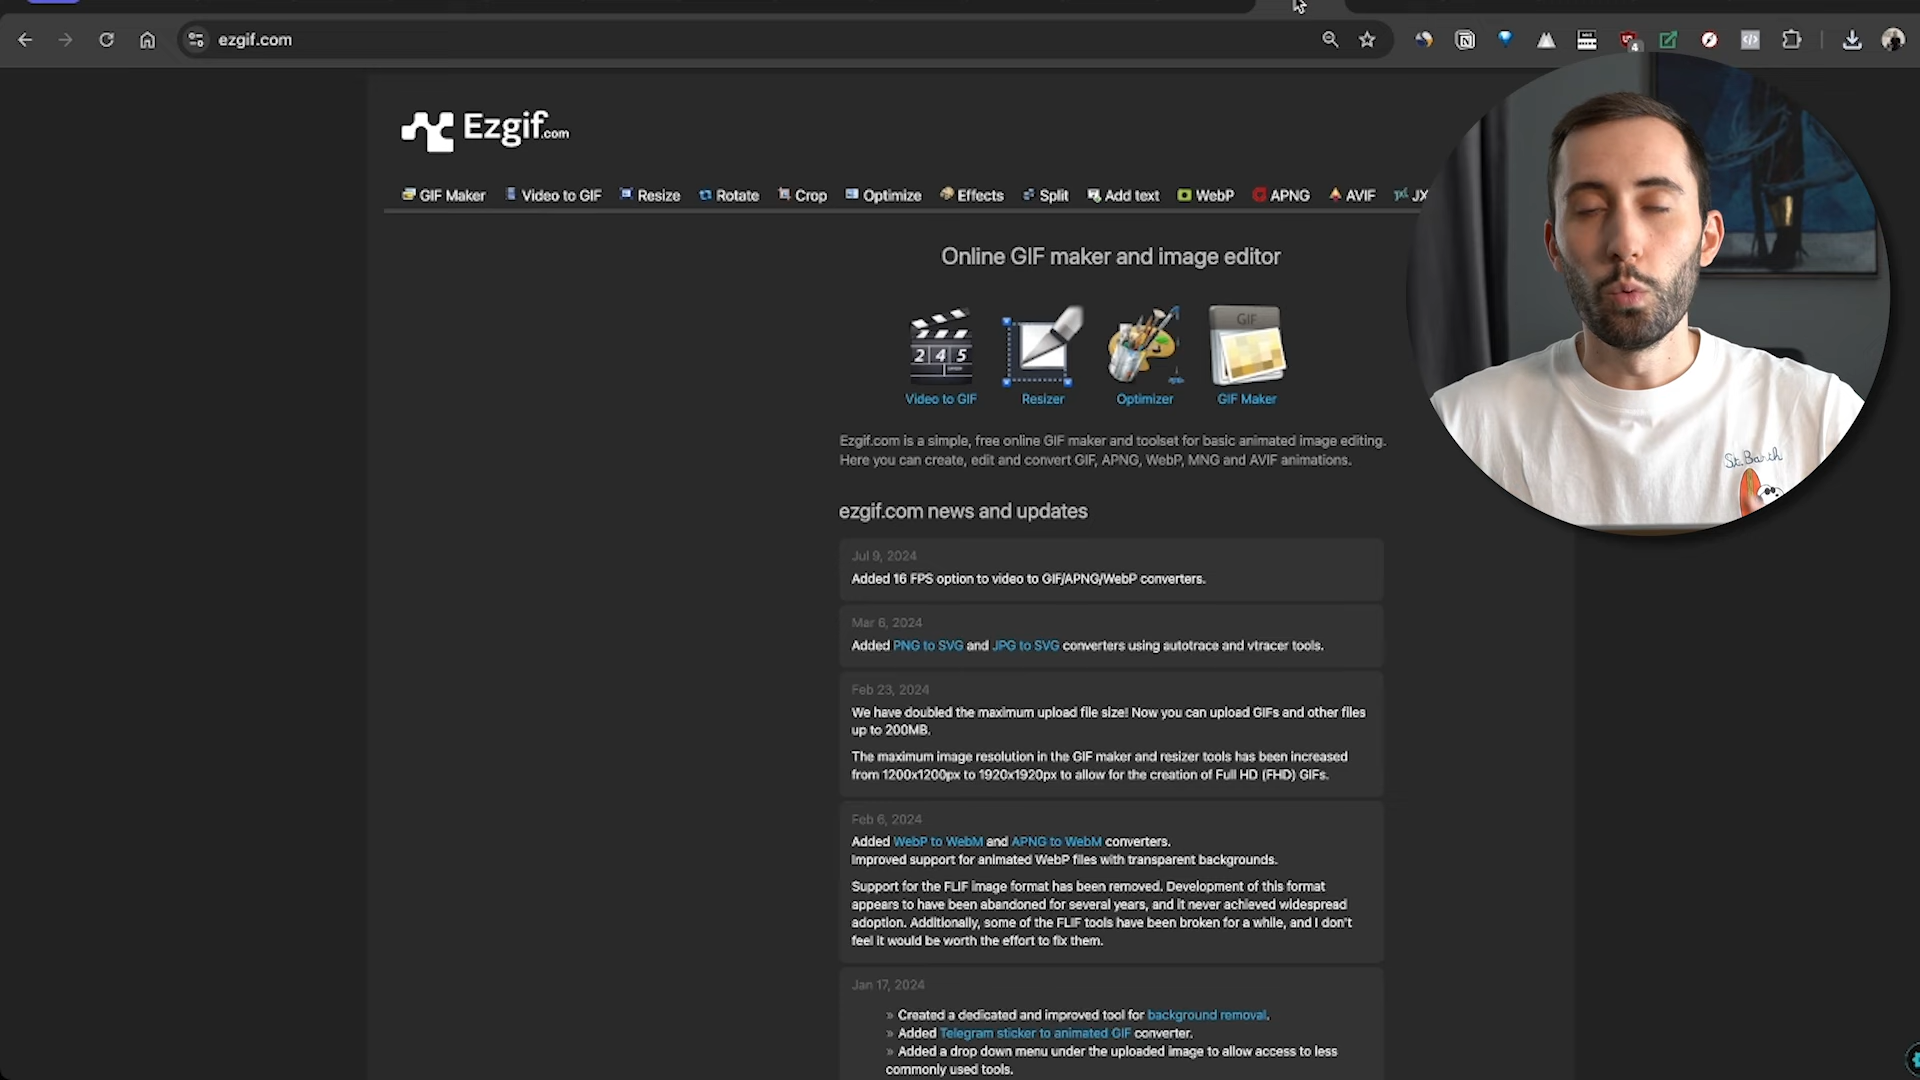 ezgif.com
4
Ezgif.com
GIF Maker Video to GIF Resize Rotate Crop Optimize Effects Split Add text WebP APNG AVIF JX
Online GIF maker and image editor
2 4 5
GIF
Video to GIF Resizer Optimizer GIF Maker
Ezgif.com is a simple, free online GIF maker and toolset for basic animated image editing.
Here you can create, edit and convert GIF, APNG, WebP, MNG and AVIF animations.
St. Barth
ezgif.com news and updates
Jul 9, 2024
Added 16 FPS option to video to GIF/APNG/WebP converters.
Mar 6, 2024
Added PNG to SVG and JPG to SVG converters using autotrace and vtracer tools.
Feb 23, 2024
We have doubled the maximum upload file size! Now you can upload GIFs and other files
up to 200MB.
The maximum image resolution in the GIF maker and resizer tools has been increased
from 1200x1200px to 1920x1920px to allow for the creation of Full HD (FHD) GIFs.
Feb 6, 2024
Added WebP to WebM and APNG to WebM converters.
Improved support for animated WebP files with transparent backgrounds.
Support for the FLIF image format has been removed. Development of this format
appears to have been abandoned for several years, and it never achieved widespread
adoption. Additionally, some of the FLIF tools have been broken for a while, and I don't
feel it would be worth the effort to fix them.
Jan 17, 2024
» Created a dedicated and improved tool for background removal.
» Added Telegram sticker to animated GIF converter.
» Added a drop down menu under the uploaded image to allow access to less
commonly used tools.